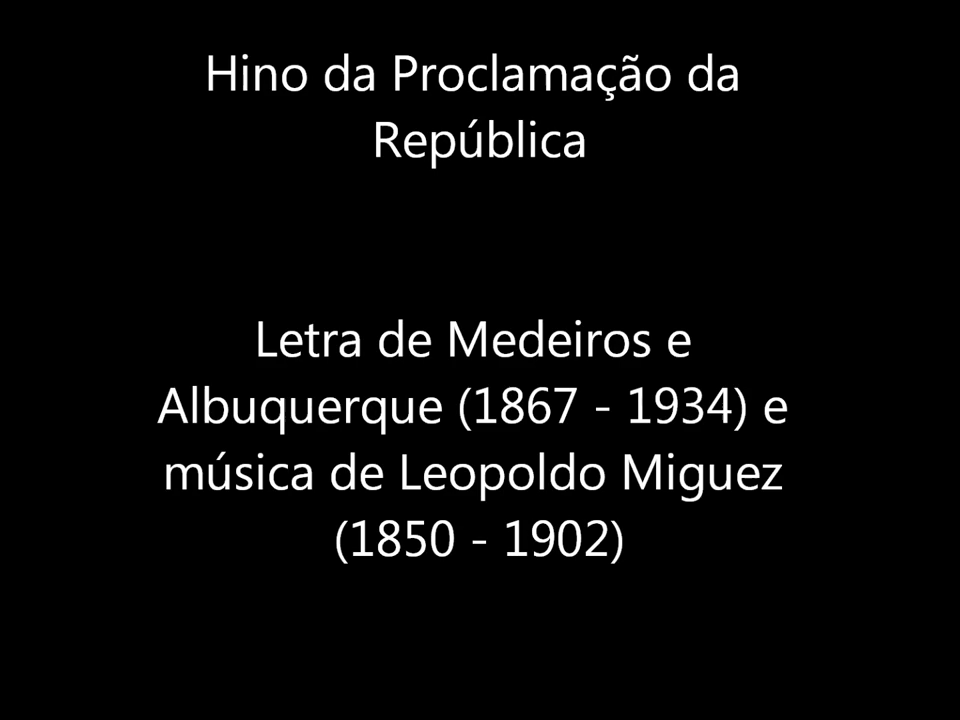 Hino da Proclamação da
República
Letra de Medeiros e
Albuquerque (1867 - 1934) e
música de Leopoldo Miguez
(1850 - 1902)